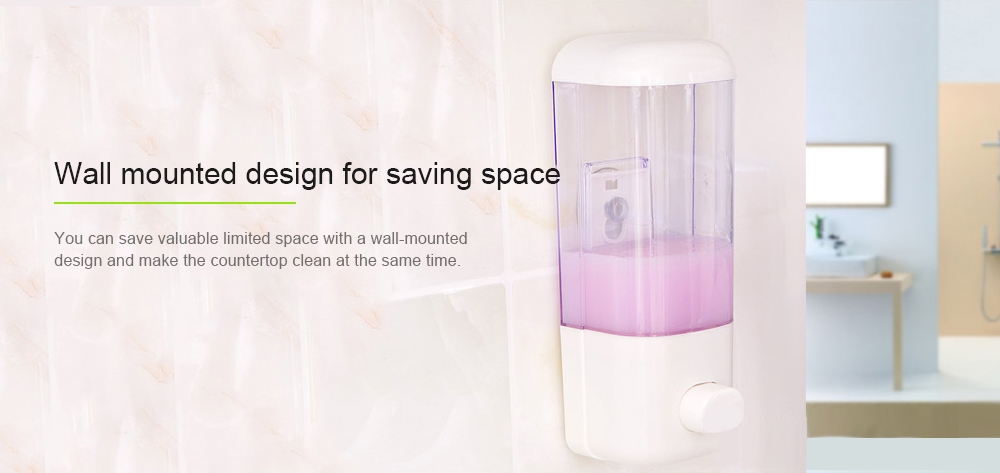 Wall mounted design for saving space
You can save valuable limited space with a wall-mounted
design and make the countertop clean at the same time.